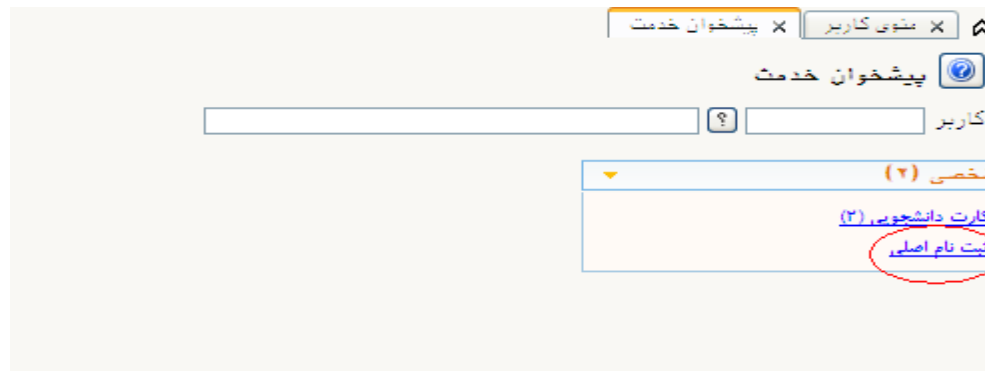 منوی کاربر × پیشخوان خدمت ×
پیشخوان خدمت
کاربر ؟
(۲)
کارت دانشجویی (۲)
ثبت نام اصلی